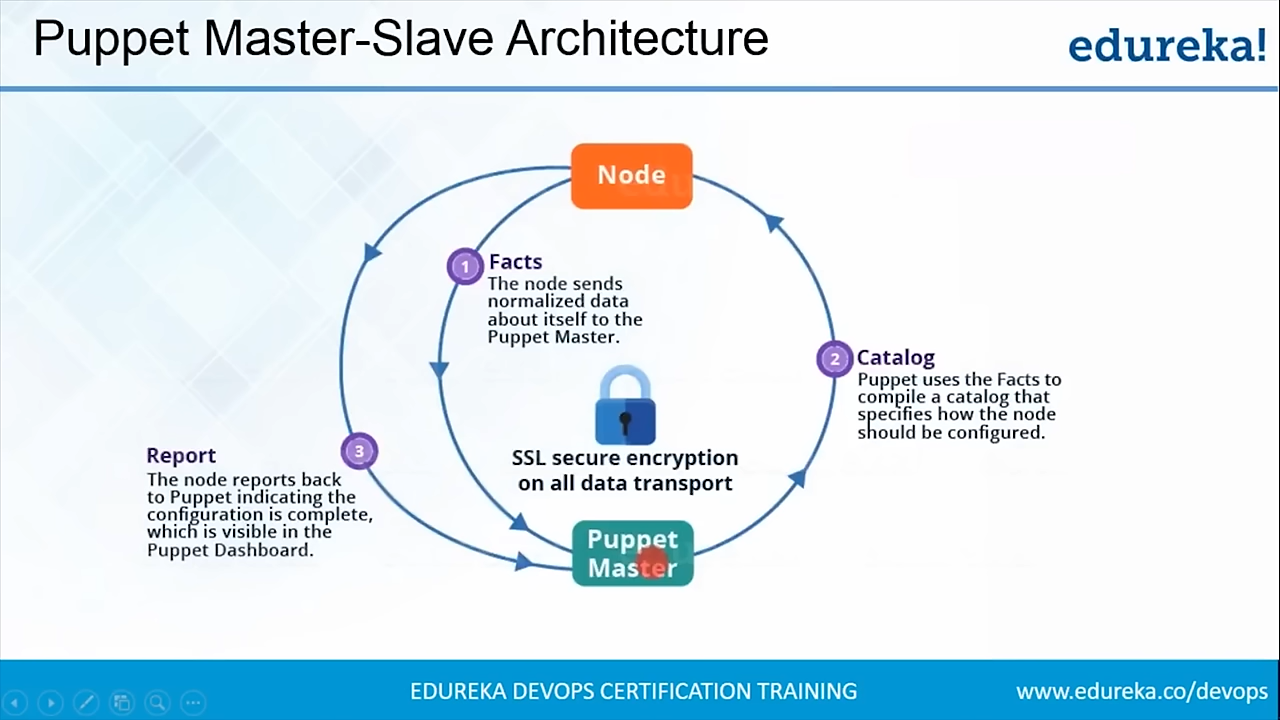 Puppet Master-Slave Architecture
edureka!
Node
1
Facts
The node sends
normalized data
about itself to the
Puppet Master.
2
Catalog
Puppet uses the Facts to
compile a catalog that
specifies how the node
should be configured.
SSL secure encryption
on all data transport
3
Report
The node reports back
to Puppet indicating the
configuration is complete,
which is visible in the
Puppet Dashboard.
Puppet
Master
EDUREKA DEVOPS CERTIFICATION TRAINING
www.edureka.co/devops